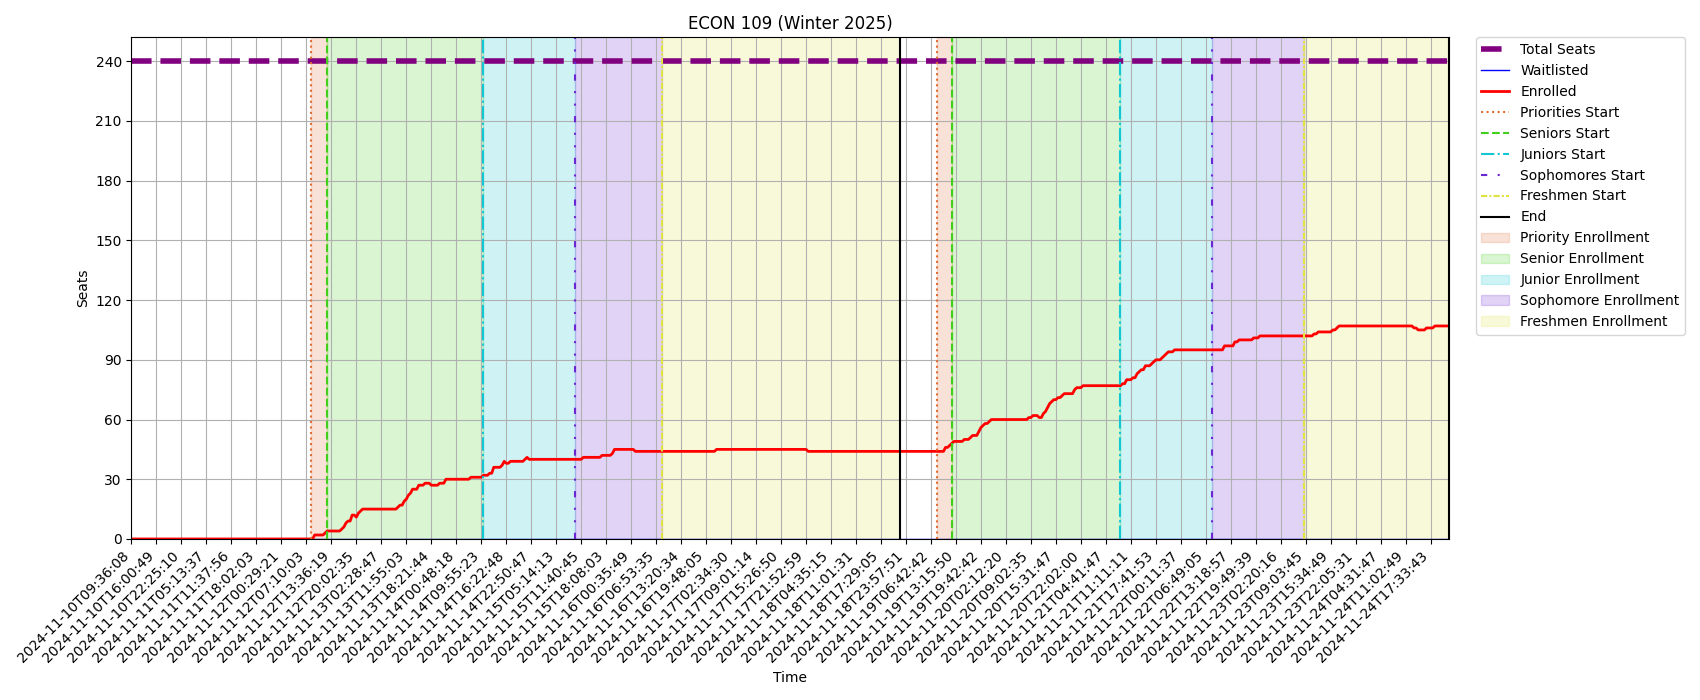 ECON 109 (Winter 2025)
Seats
240
210
180
150
120
90
60
30
0
2024-11-10T09:36:08
2024-11-10T16:00:49
2024-11-10T22:25:10
2024-11-11T05:13:37
2024-11-11T11:37:56
2024-11-11T18:02:03
2024-11-12T00:29:21
2024-11-12T07:10:03
2024-11-12T13:36:19
2024-11-12T20:02:35
2024-11-13T02:28:47
2024-11-13T11:55:03
2024-11-13T18:21:44
2024-11-14T00:48:18
2024-11-14T09:55:23
2024-11-14T16:22:48
2024-11-14T22:50:47
2024-11-15T05:14:13
2024-11-15T11:40:45
2024-11-15T18:08:03
2024-11-16T00:35:49
2024-11-16T06:53:35
2024-11-16T13:20:34
2024-11-16T19:48:05
2024-11-17T02:34:30
2024-11-17T09:01:14
2024-11-17T15:26:50
2024-11-17T21:52:59
2024-11-18T04:35:15
2024-11-18T11:01:31
2024-11-18T17:29:05
2024-11-18T23:57:51
2024-11-19T06:42:42
2024-11-19T13:15:50
2024-11-19T19:42:42
2024-11-20T02:12:20
2024-11-20T09:02:35
2024-11-20T15:31:47
2024-11-20T22:02:00
2024-11-21T04:41:47
2024-11-21T11:11:11
2024-11-21T17:41:53
2024-11-22T00:11:37
2024-11-22T06:49:05
2024-11-22T13:18:57
2024-11-22T19:49:39
2024-11-23T02:20:16
2024-11-23T09:03:45
2024-11-23T15:34:49
2024-11-23T22:05:31
2024-11-24T04:31:47
2024-11-24T11:02:49
2024-11-24T17:33:43
Time
Total Seats
Waitlisted
Enrolled
Priorities Start
Seniors Start
Juniors Start
Sophomores Start
Freshmen Start
End
Priority Enrollment
Senior Enrollment
Junior Enrollment
Sophomore Enrollment
Freshmen Enrollment